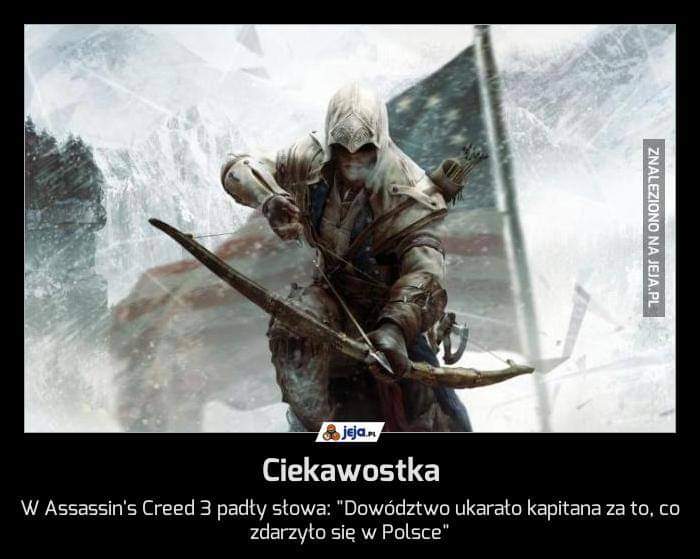 ZNALEZIONO NA JEJA.PL
jeja.PL
Ciekawostka
W Assassin's Creed 3 padły słowa: "Dowództwo ukarało kapitana za to, co
zdarzyło się w Polsce"